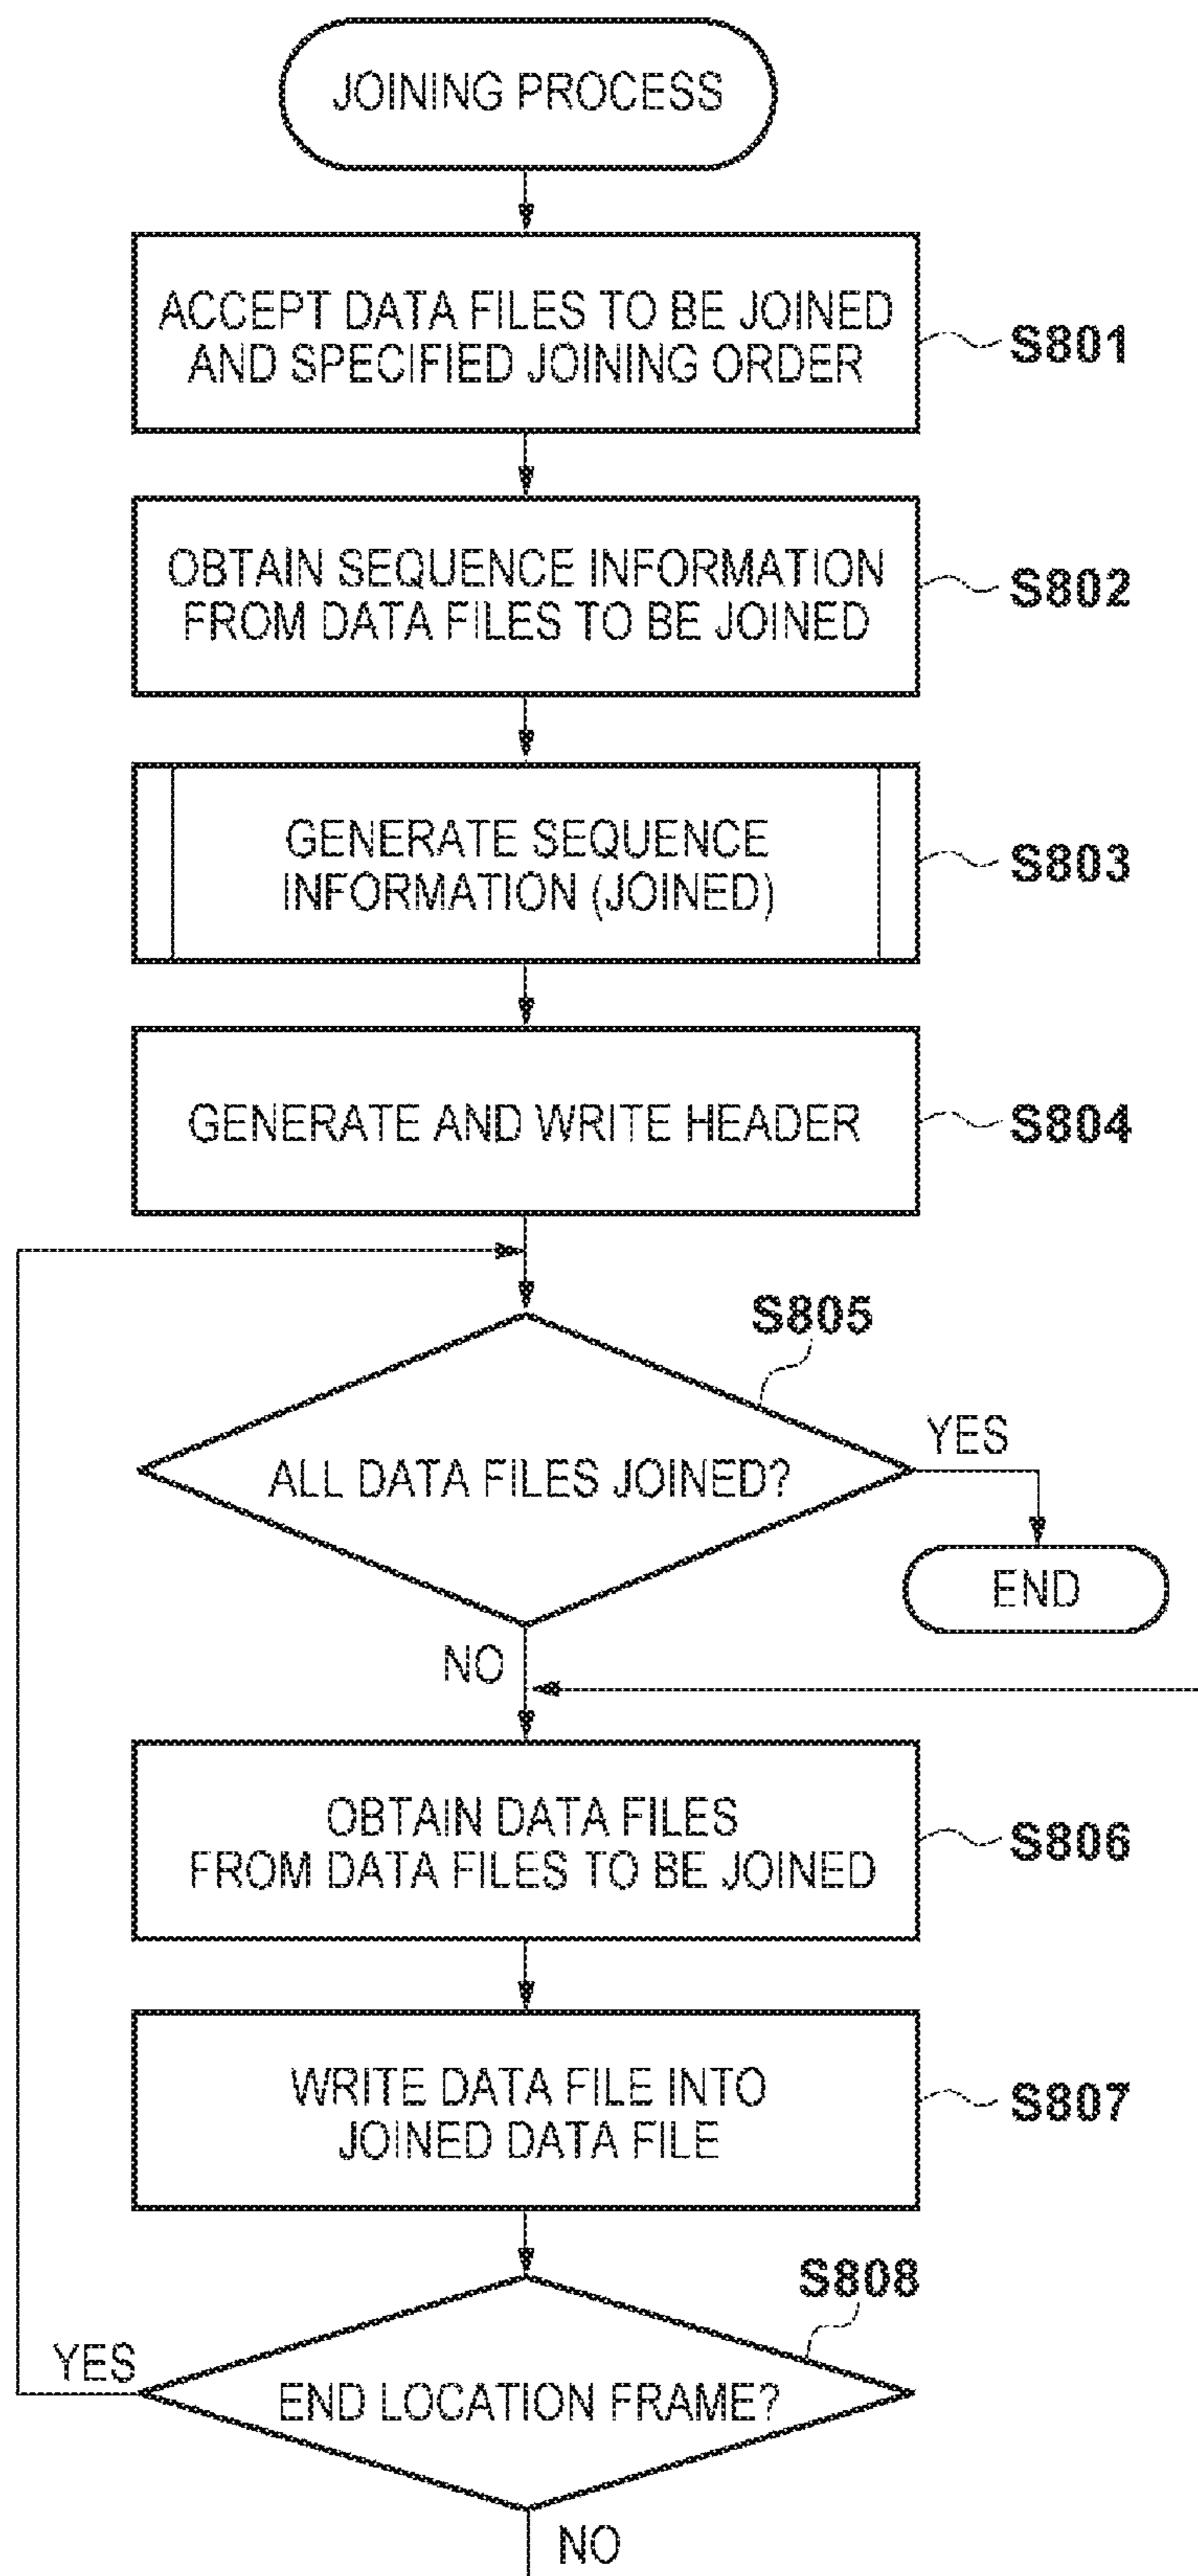 JOINING PROCESS
ACCEPT DATA FILES TO BE JOINED
AND SPECIFIED JOINING ORDER
S801
OBTAIN SEQUENCE INFORMATION
FROM DATA FILES TO BE JOINED
S802
GENERATE SEQUENCE
INFORMATION (JOINED)
S803
GENERATE AND WRITE HEADER
S804
S805
ALL DATA FILES JOINED?
YES
END
NO
OBTAIN DATA FILES
FROM DATA FILES TO BE JOINED
S806
WRITE DATA FILE INTO
JOINED DATA FILE
S807
S808
YES
END LOCATION FRAME?
NO